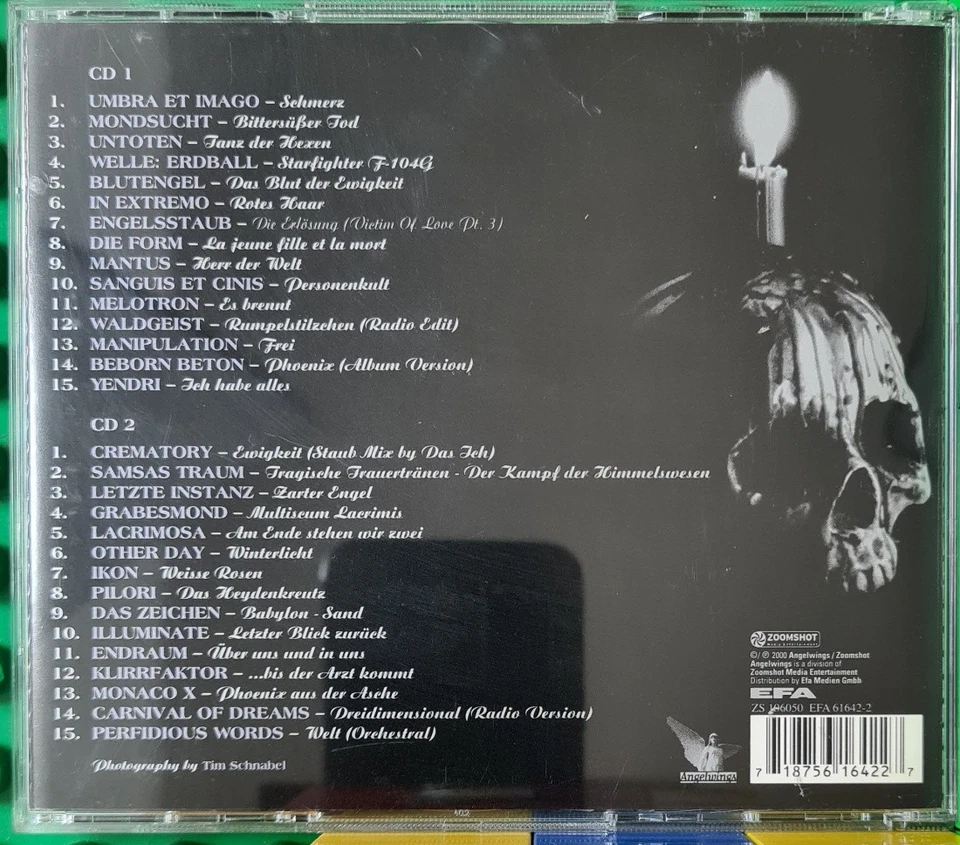 CD 1
1. UMBRA ET IMAGO – Schmerz
2. MONDSUCHT – Bittersüßer Tod
3. UNTOTEN – Tanz der Hexen
4. WELLE: ERDBALL – Starfighter F-104G
5. BLUTENGEL – Das Blut der Ewigkeit
6. IN EXTREMO – Rotes Haar
7. ENGELSSTAUB – Die Erlösung (Victim Of Love Pt. 3)
8. DIE FORM – La jeune fille et la mort
9. MANTUS – Herr der Welt
10. SANGUIS ET CINIS – Personenkult
11. MELOTRON – Es brennt
12. WALDGEIST – Rumpelstilzchen (Radio Edit)
13. MANIPULATION – Frei
14. BEBORN BETON – Phoenix (Album Version)
15. YENDRI – Ich habe alles
CD 2
1. CREMATORY – Ewigkeit (Staub Mix by Das Ich)
2. SAMSAS TRAUM – Tragische Trauertränen - Der Kampf der Himmelswesen
3. LETZTE INSTANZ – Zarter Engel
4. GRABESMOND – Multiseum Lacrimis
5. LACRIMOSA – Am Ende stehen wir zwei
6. OTHER DAY – Winterlicht
7. IKON – Weisse Rosen
8. PILORI – Das Heydenkreutz
9. DAS ZEICHEN – Babylon - Sand
10. ILLUMINATE – Letzter Blick zurück
11. ENDRAUM – Über uns und in uns
12. KLIRRFAKTOR – ...bis der Arzt kommt
13. MONACO X – Phoenix aus der Asche
14. CARNIVAL OF DREAMS – Dreidimensional (Radio Version)
15. PERFIDIOUS WORDS – Welt (Orchestral)
Photography by Tim Schnabel
ZOOMSHOT
Media Entertainment
©/℗ 2000 Angelwings / Zoomshot
Angelwings is a division of
Zoomshot Media Entertainment
Distribution by Efa Medien Gmbh
EFA
ZS 196050 EFA 61642-2
Angelwings
7 18756 16422 7